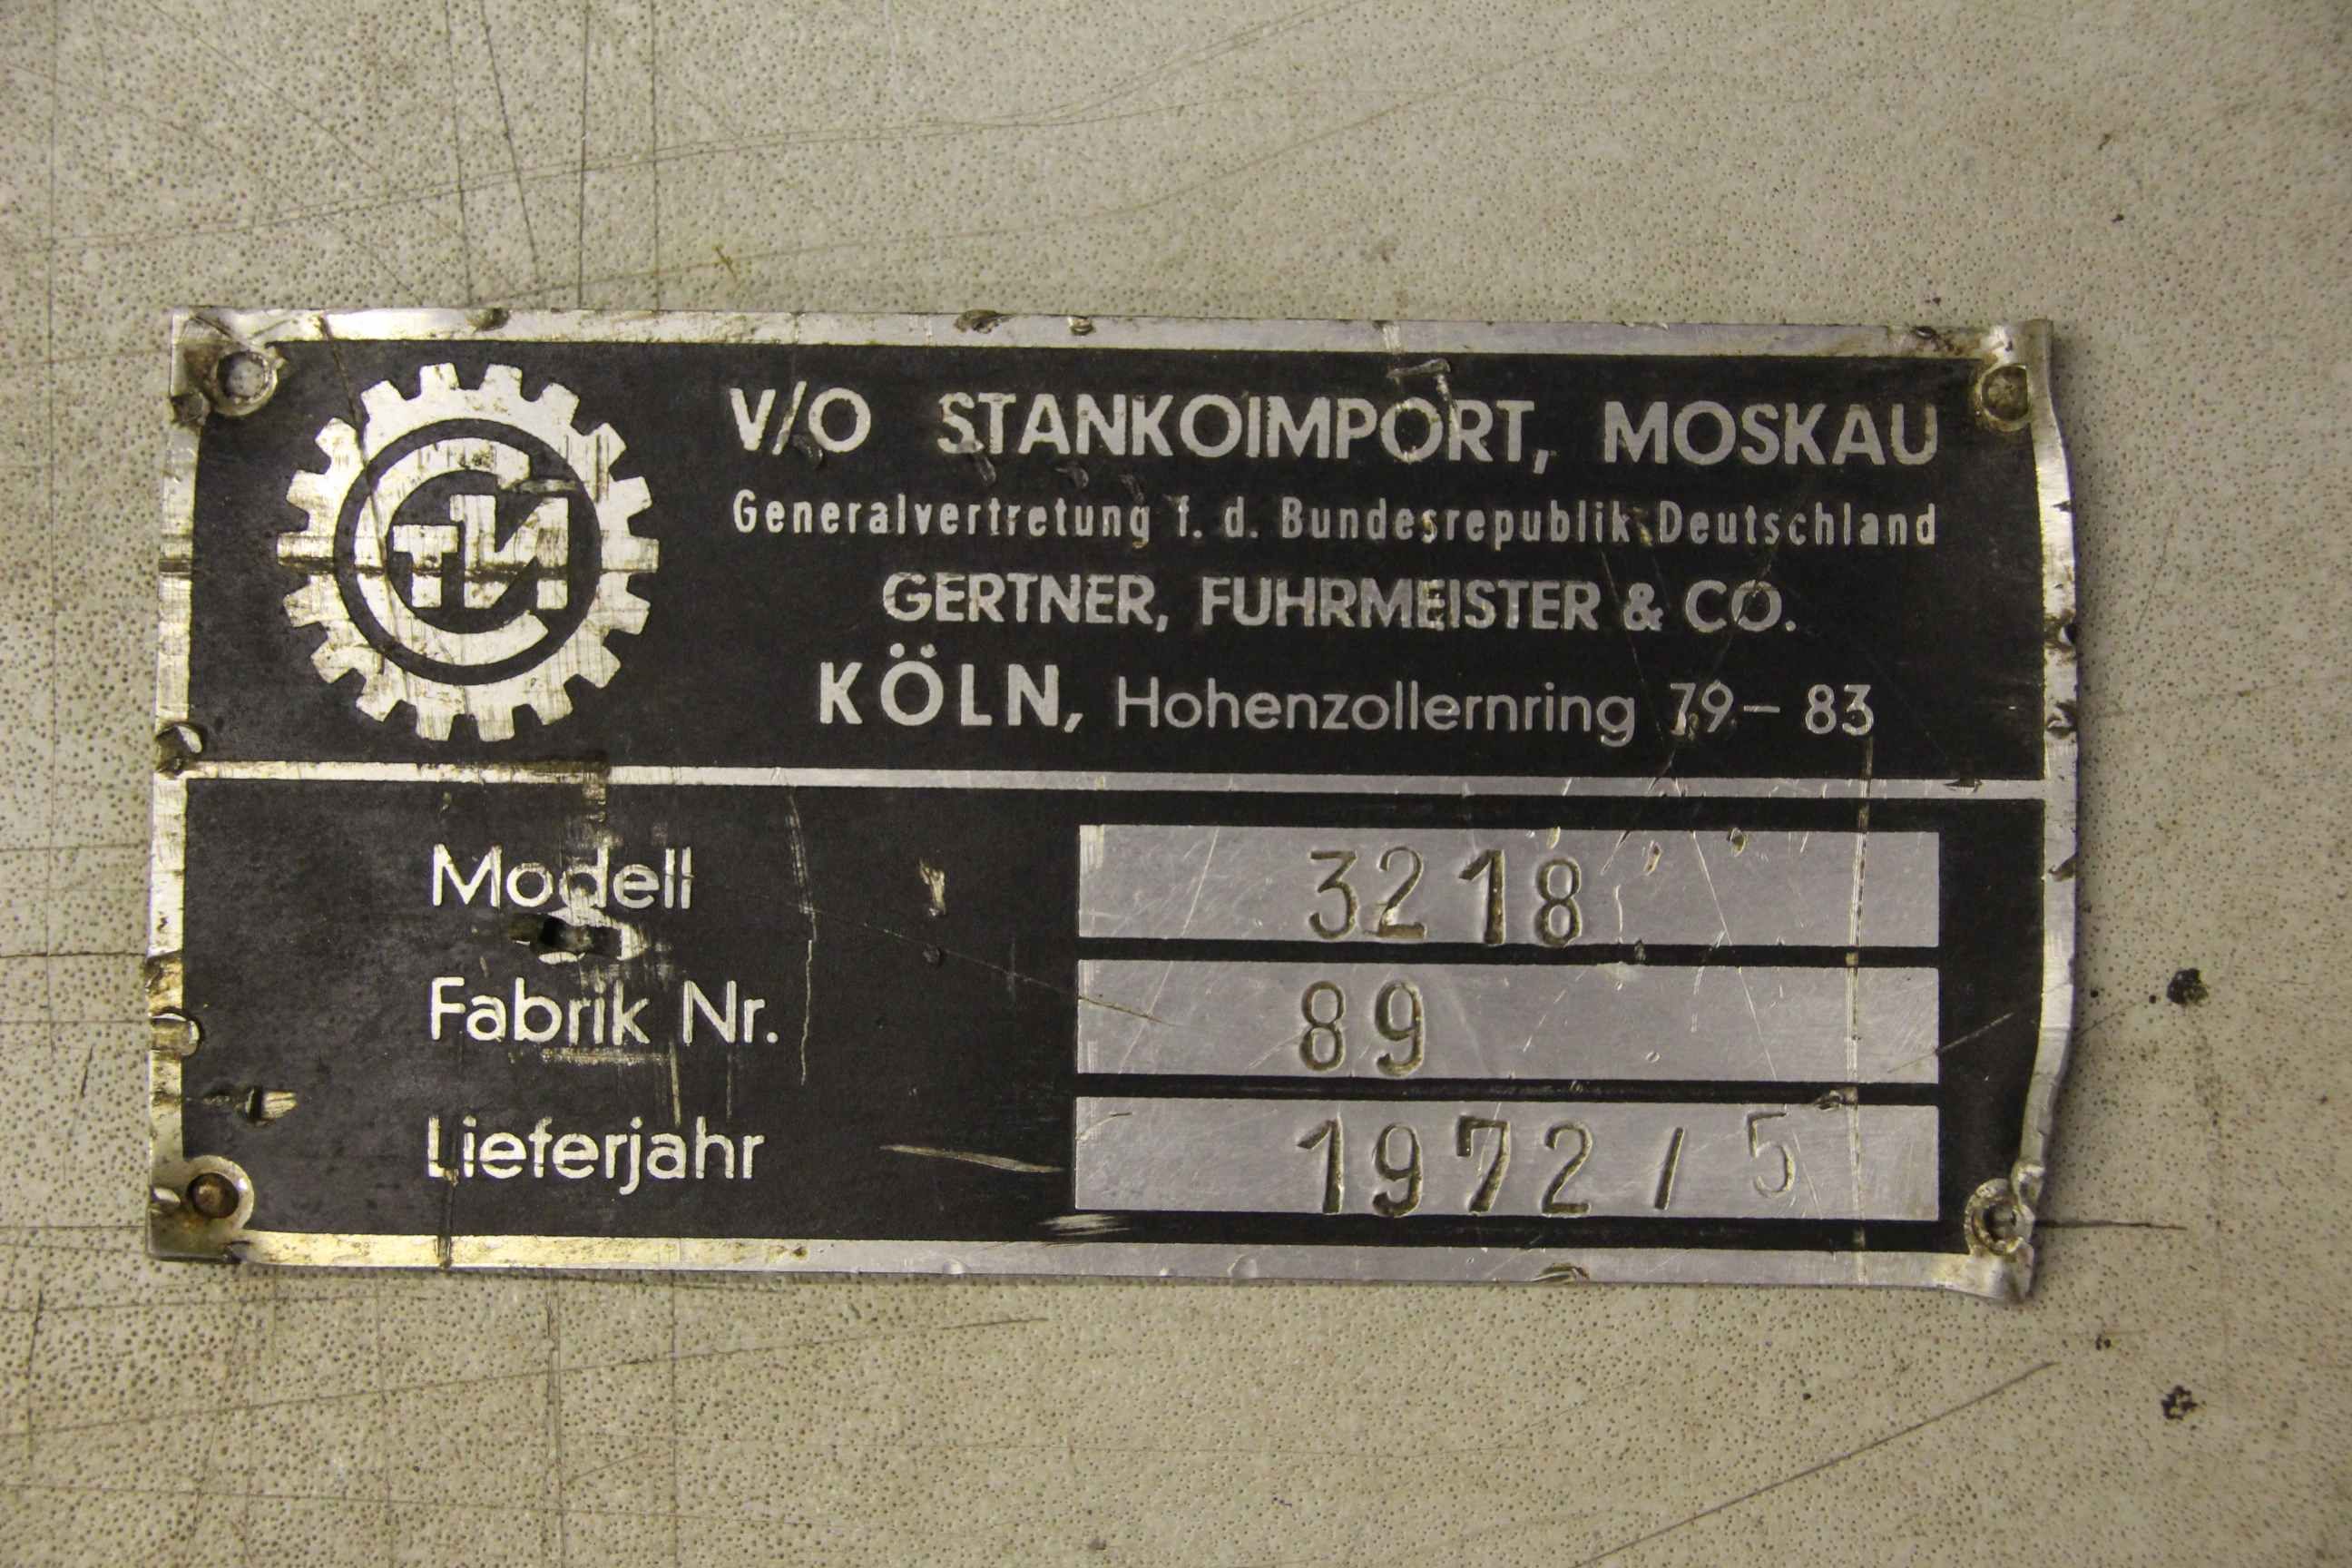 СТИ
V/O STANKOIMPORT, MOSKAU
Generalvertretung f. d. Bundesrepublik Deutschland
GERTNER, FUHRMEISTER & CO.
KÖLN, Hohenzollernring 79 – 83
Modell 3218
Fabrik Nr. 89
Lieferjahr 1972 / 5